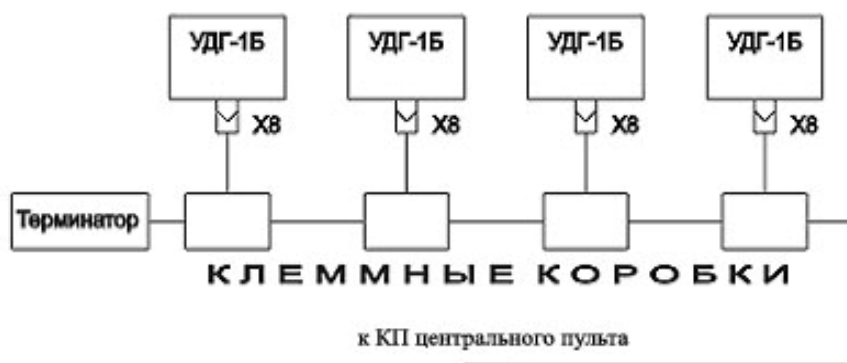 УДГ-1Б УДГ-1Б УДГ-1Б УДГ-1Б
X8 X8 X8 X8
Терминатор
КЛЕММНЫЕ КОРОБКИ
к КП центрального пульта